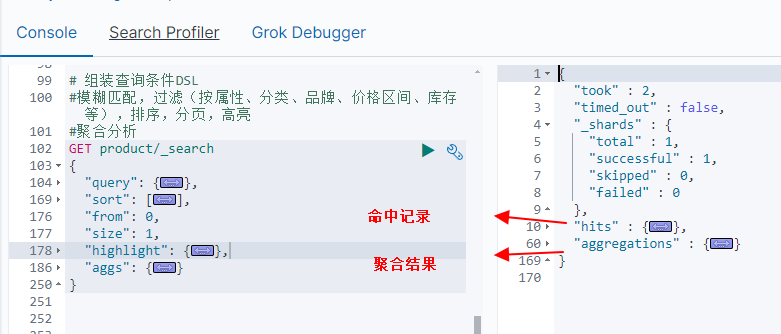 Console Search Profiler Grok Debugger
98
99 # 组装查询条件DSL
100 #模糊匹配，过滤（按属性、分类、品牌、价格区间、库存
等），排序，分页，高亮
101 #聚合分析
102 GET product/_search
103 {
104 "query": {},
169 "sort": [],
176 "from": 0,
177 "size": 1,
178 "highlight": {},
186 "aggs": {}
250 }
251
252
253
命中记录
聚合结果
1 {
2 "took" : 2,
3 "timed_out" : false,
4 "_shards" : {
5 "total" : 1,
6 "successful" : 1,
7 "skipped" : 0,
8 "failed" : 0
9 },
10 "hits" : {},
60 "aggregations" : {}
169 }
170